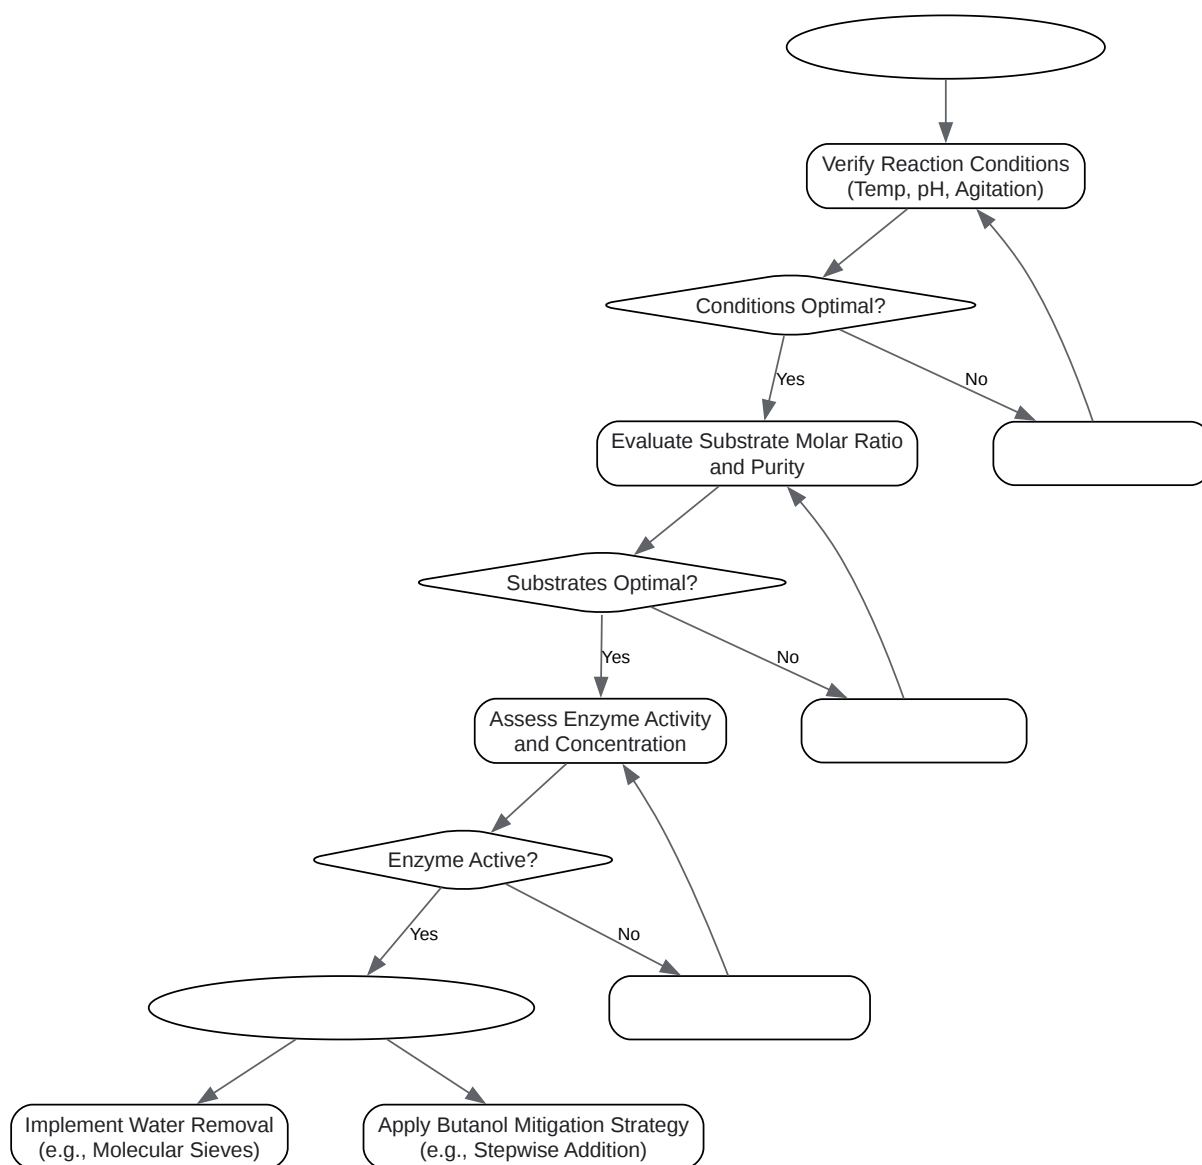 Verify Reaction Conditions
(Temp, pH, Agitation)
Conditions Optimal?
Yes
No
Evaluate Substrate Molar Ratio
and Purity
Substrates Optimal?
Yes
No
Assess Enzyme Activity
and Concentration
Enzyme Active?
Yes
No
Implement Water Removal
(e.g., Molecular Sieves)
Apply Butanol Mitigation Strategy
(e.g., Stepwise Addition)